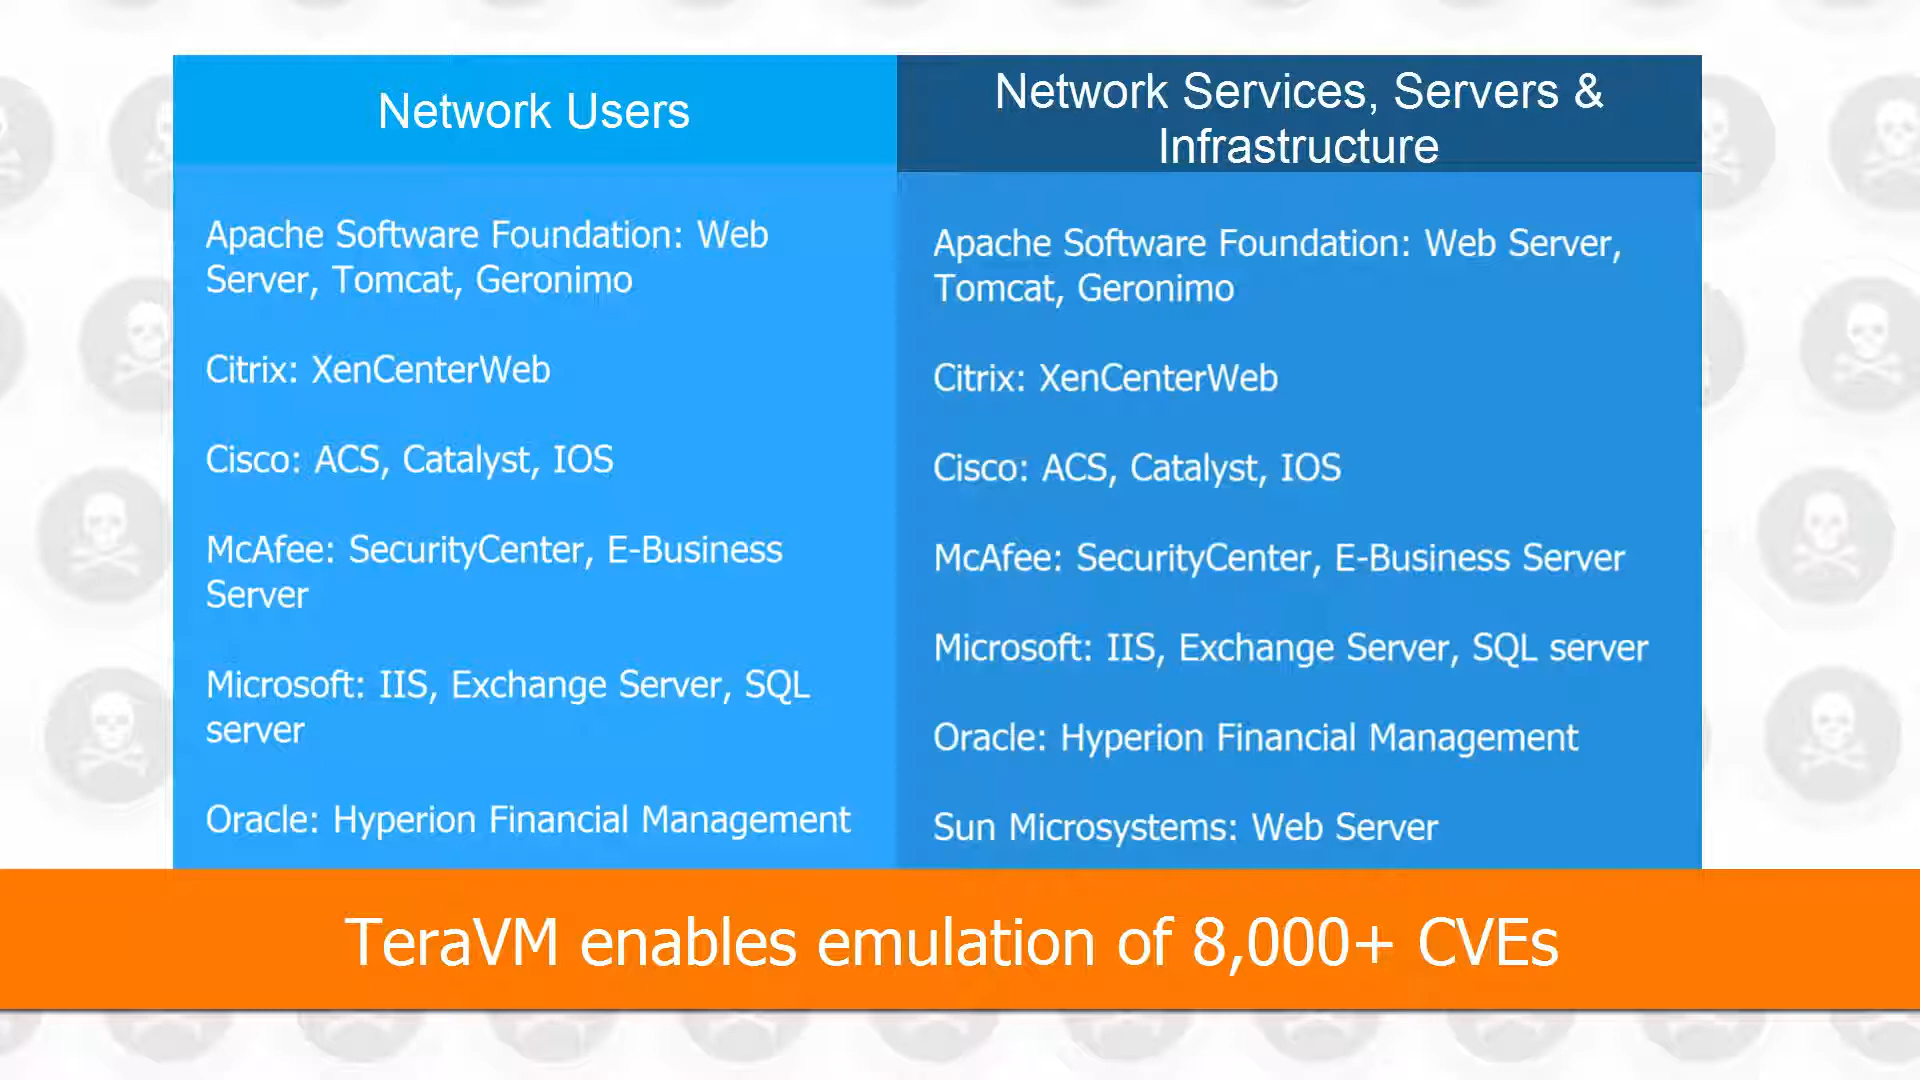 Network Users
Apache Software Foundation: Web
Server, Tomcat, Geronimo
Citrix: XenCenterWeb
Cisco: ACS, Catalyst, IOS
McAfee: SecurityCenter, E-Business
Server
Microsoft: IIS, Exchange Server, SQL
server
Oracle: Hyperion Financial Management
Network Services, Servers &
Infrastructure
Apache Software Foundation: Web Server,
Tomcat, Geronimo
Citrix: XenCenterWeb
Cisco: ACS, Catalyst, IOS
McAfee: SecurityCenter, E-Business Server
Microsoft: IIS, Exchange Server, SQL server
Oracle: Hyperion Financial Management
Sun Microsystems: Web Server
TeraVM enables emulation of 8,000+ CVEs